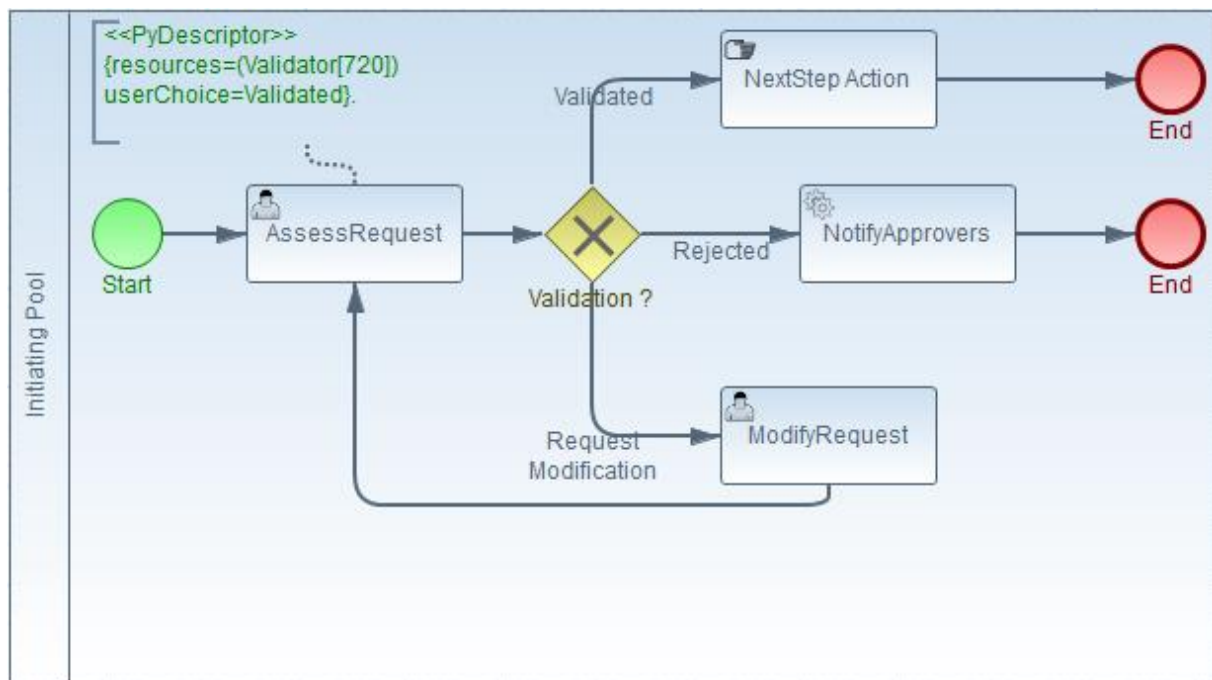 <<PyDescriptor>>
{resources=(Validator[720])
userChoice=Validated}.
NextStep Action
Validated
End
AssessRequest
Rejected
NotifyApprovers
Start
Validation ?
End
Initiating Pool
Request
Modification
ModifyRequest